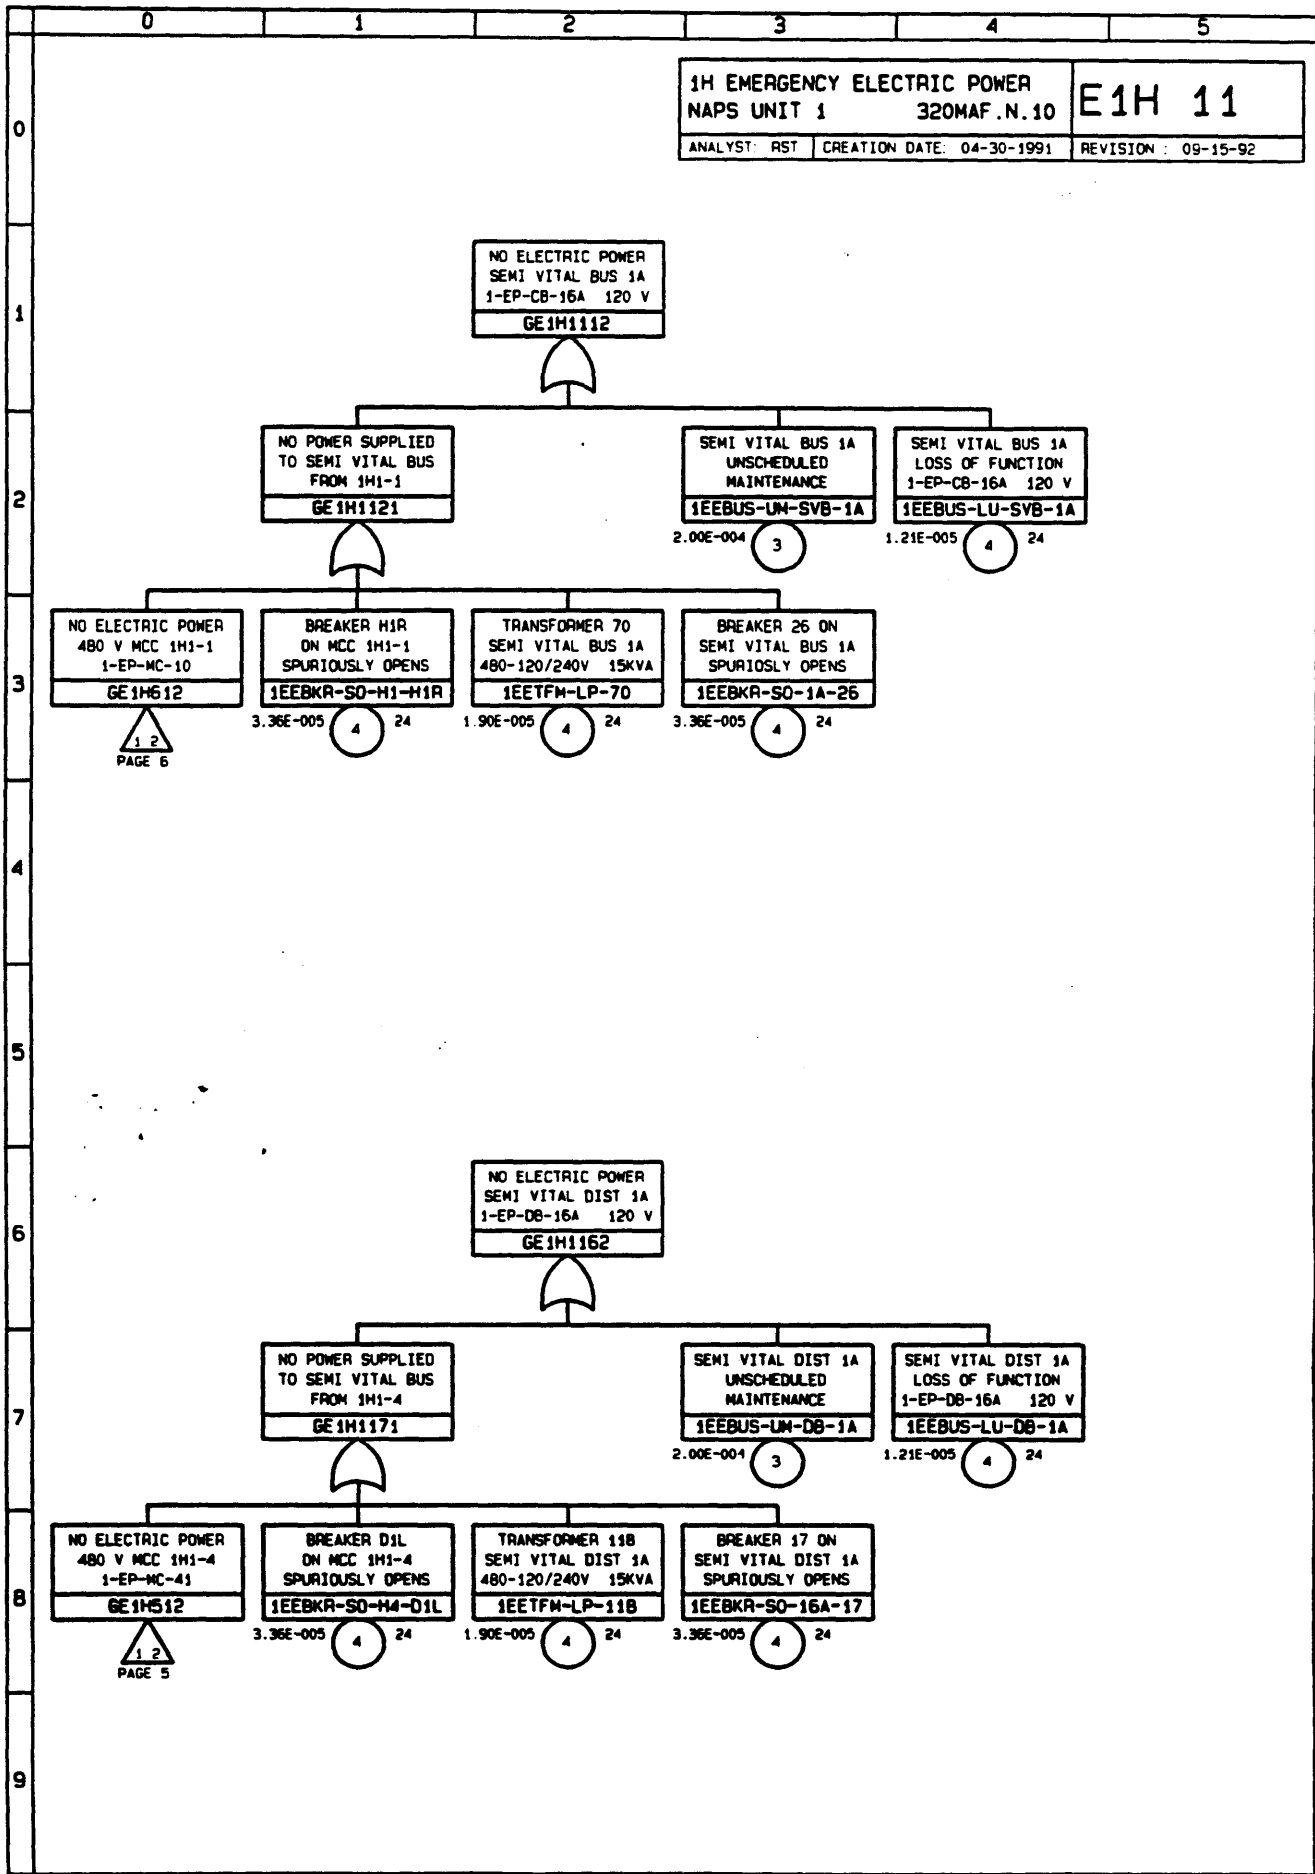 0 1 2 3 4 5
1H EMERGENCY ELECTRIC POWER
NAPS UNIT 1 320MAF.N.10
E1H 11
ANALYST: RST CREATION DATE: 04-30-1991 REVISION : 09-15-92
0
NO ELECTRIC POWER
SEMI VITAL BUS 1A
1-EP-CB-16A 120 V
GE1H1112
1
NO POWER SUPPLIED
TO SEMI VITAL BUS
FROM 1H1-1
GE1H1121
SEMI VITAL BUS 1A
UNSCHEDULED
MAINTENANCE
1EEBUS-UM-SVB-1A
2.00E-004 3
SEMI VITAL BUS 1A
LOSS OF FUNCTION
1-EP-CB-16A 120 V
1EEBUS-LU-SVB-1A
1.21E-005 4 24
2
NO ELECTRIC POWER
480 V MCC 1H1-1
1-EP-MC-10
GE1H612
1 2
PAGE 6
BREAKER H1R
ON MCC 1H1-1
SPURIOUSLY OPENS
1EEBKR-SO-H1-H1R
3.36E-005 4 24
TRANSFORMER 70
SEMI VITAL BUS 1A
480-120/240V 15KVA
1EETFM-LP-70
1.90E-005 4 24
BREAKER 26 ON
SEMI VITAL BUS 1A
SPURIOSLY OPENS
1EEBKR-SO-1A-26
3.36E-005 4 24
3
4
5
NO ELECTRIC POWER
SEMI VITAL DIST 1A
1-EP-DB-16A 120 V
GE1H1162
6
NO POWER SUPPLIED
TO SEMI VITAL BUS
FROM 1H1-4
GE1H1171
SEMI VITAL DIST 1A
UNSCHEDULED
MAINTENANCE
1EEBUS-UM-DB-1A
2.00E-004 3
SEMI VITAL DIST 1A
LOSS OF FUNCTION
1-EP-DB-16A 120 V
1EEBUS-LU-DB-1A
1.21E-005 4 24
7
NO ELECTRIC POWER
480 V MCC 1H1-4
1-EP-MC-41
GE1H512
1 2
PAGE 5
BREAKER D1L
ON MCC 1H1-4
SPURIOUSLY OPENS
1EEBKR-SO-H4-D1L
3.36E-005 4 24
TRANSFORMER 118
SEMI VITAL DIST 1A
480-120/240V 15KVA
1EETFM-LP-118
1.90E-005 4 24
BREAKER 17 ON
SEMI VITAL DIST 1A
SPURIOUSLY OPENS
1EEBKR-SO-16A-17
3.36E-005 4 24
8
9